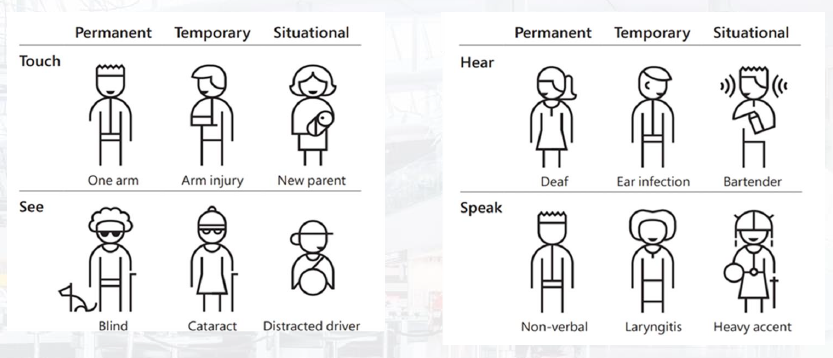 Permanent Temporary Situational
Touch
One arm Arm injury New parent
See
Blind Cataract Distracted driver
Permanent Temporary Situational
Hear
Deaf Ear infection Bartender
Speak
Non-verbal Laryngitis Heavy accent